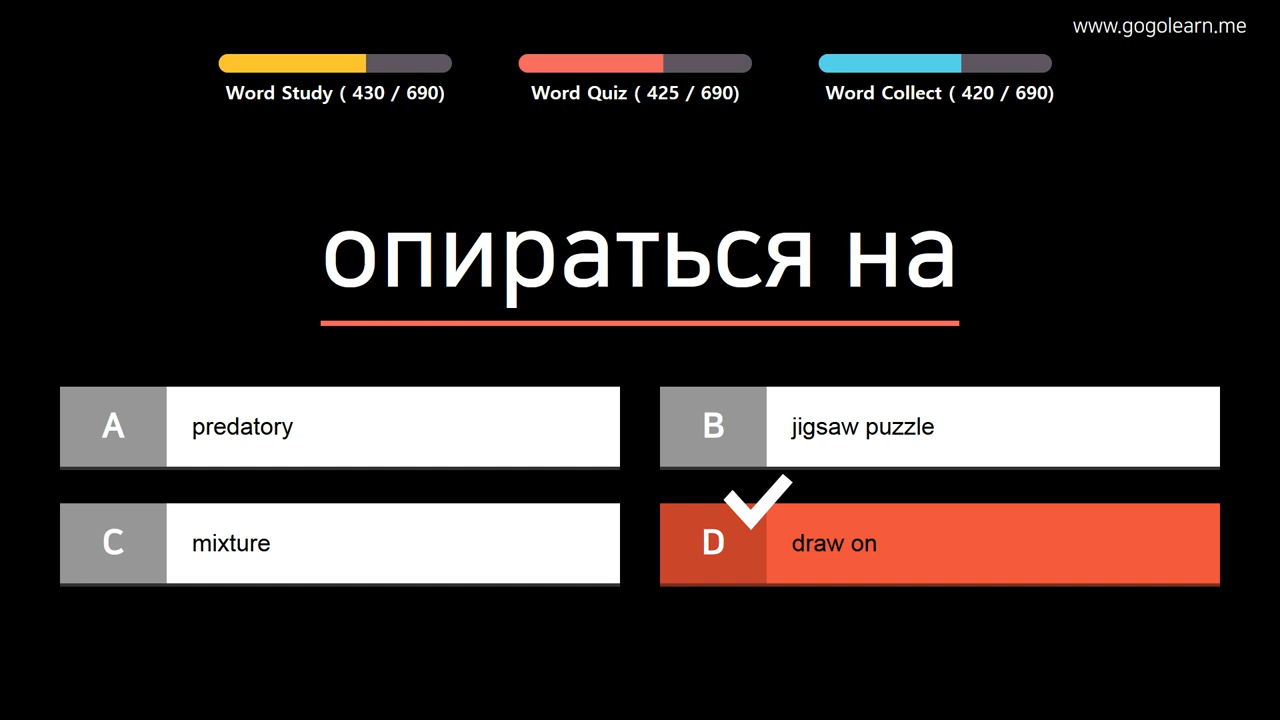 www.gogolearn.me
Word Study ( 430 / 690)
Word Quiz ( 425 / 690)
Word Collect ( 420 / 690)
опираться на
A predatory
B jigsaw puzzle
C mixture
D draw on